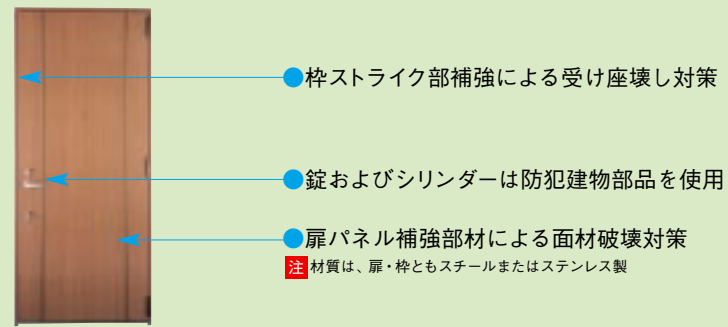 ●枠ストライク部補強による受け座壊し対策
●錠およびシリンダーは防犯建物部品を使用
●扉パネル補強部材による面材破壊対策
注 材質は、扉・枠ともスチールまたはステンレス製